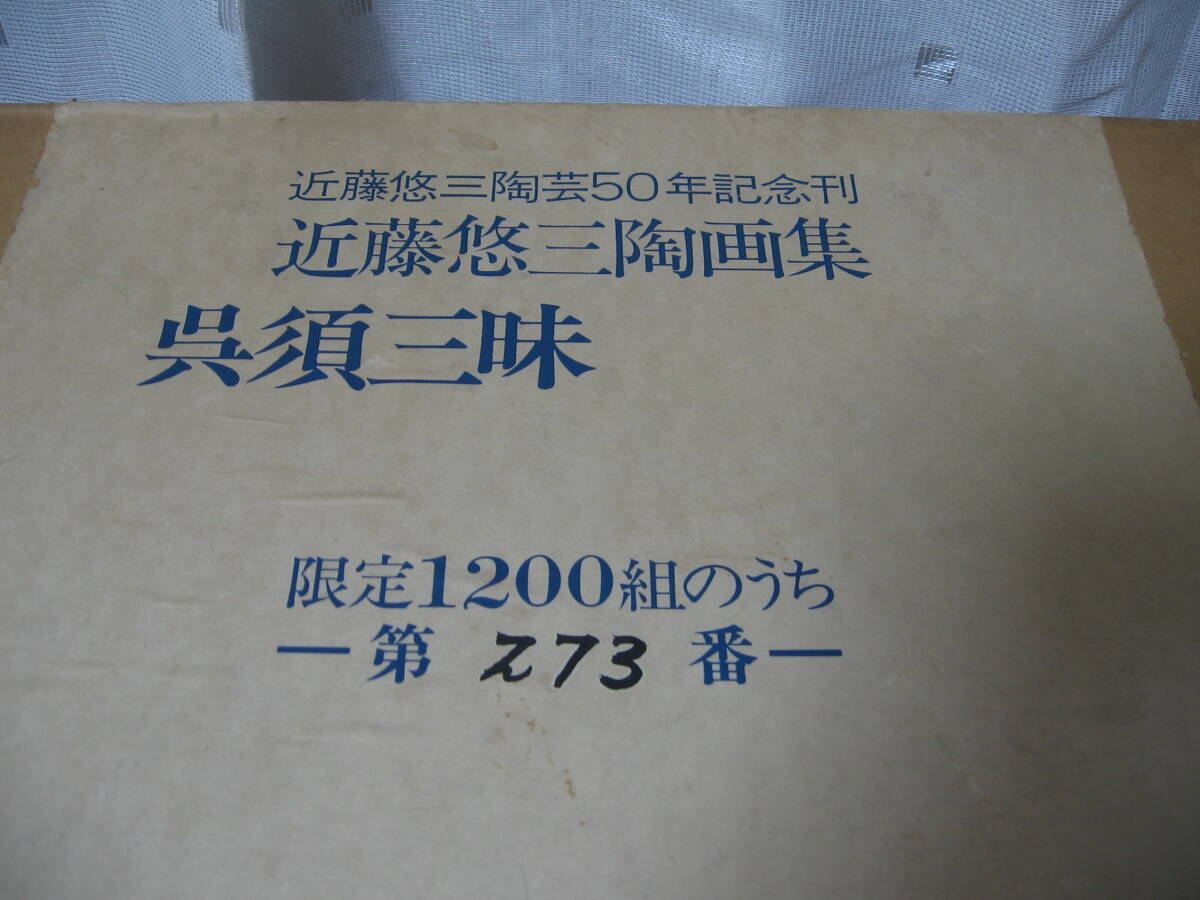 近藤悠三陶芸50年記念刊
近藤悠三陶画集
呉須三昧
限定1200組のうち
―第 273 番―